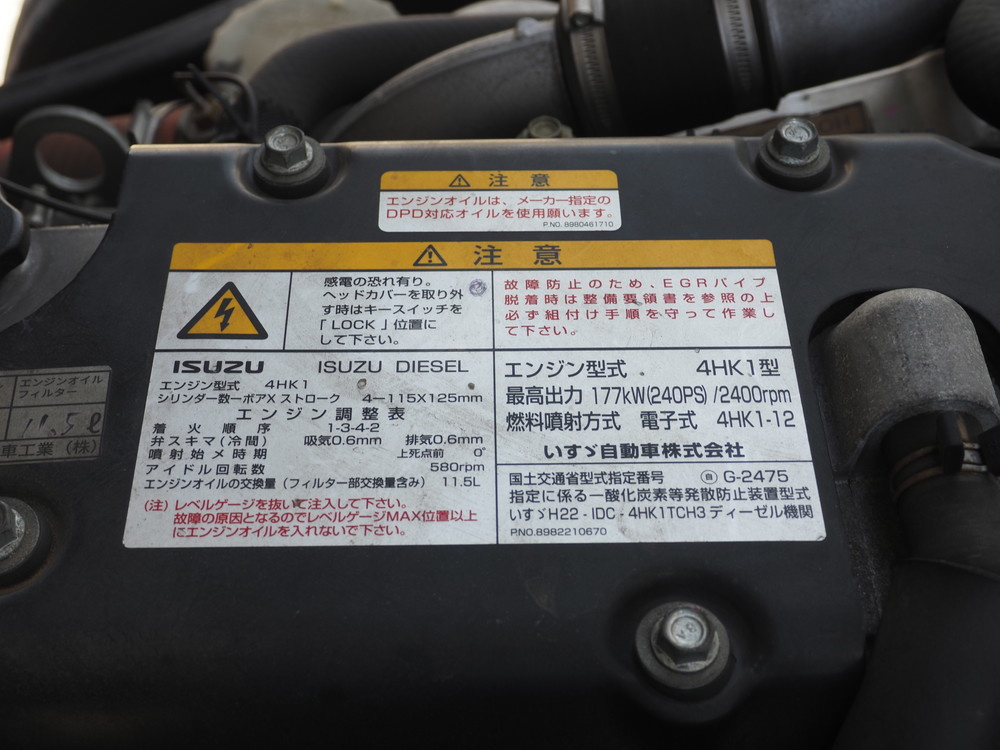 注意
エンジンオイルは、メーカー指定の
DPD対応オイルを使用願います。
P.NO. 8980461710
注意
感電の恐れ有り。
ヘッドカバーを取り外
す時はキースイッチを
「LOCK」位置に
して下さい。
故障防止のため、EGRパイプ
脱着時は整備要領書を参照の上
必ず組付け手順を守って作業し
て下さい。
ISUZU ISUZU DIESEL
エンジン型式 4HK1
シリンダー数ーボアXストローク 4ー115X125mm
エンジン調整表
着火順序 1-3-4-2
弁スキマ(冷間) 吸気0.6mm 排気0.6mm
噴射始メ時期 上死点前 0°
アイドル回転数 580rpm
エンジンオイルの交換量(フィルター部交換量含み) 11.5L
(注)レベルゲージを抜いて注入して下さい。
故障の原因となるのでレベルゲージMAX位置以上
にエンジンオイルを入れないで下さい。
エンジン型式 4HK1型
最高出力 177kW(240PS)/2400rpm
燃料噴射方式 電子式 4HK1-12
いすゞ自動車株式会社
国土交通省型式指定番号 自 G-2475
指定に係る一酸化炭素等発散防止装置型式
いすゞH22-IDC-4HK1TCH3ディーゼル機関
P.NO.8982210670
エンジンオイル
フィルター
11.5ℓ
車工業(株)